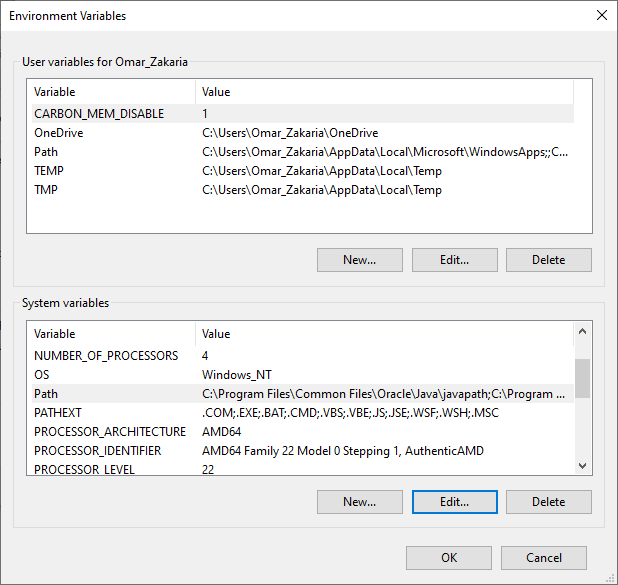 Environment Variables
User variables for Omar_Zakaria
Variable Value
CARBON_MEM_DISABLE 1
OneDrive C:\Users\Omar_Zakaria\OneDrive
Path C:\Users\Omar_Zakaria\AppData\Local\Microsoft\WindowsApps;;C...
TEMP C:\Users\Omar_Zakaria\AppData\Local\Temp
TMP C:\Users\Omar_Zakaria\AppData\Local\Temp
New... Edit... Delete
System variables
Variable Value
NUMBER_OF_PROCESSORS 4
OS Windows_NT
Path C:\Program Files\Common Files\Oracle\Java\javapath;C:\Program ...
PATHEXT .COM;.EXE;.BAT;.CMD;.VBS;.VBE;.JS;.JSE;.WSF;.WSH;.MSC
PROCESSOR_ARCHITECTURE AMD64
PROCESSOR_IDENTIFIER AMD64 Family 22 Model 0 Stepping 1, AuthenticAMD
PROCESSOR_LEVEL 22
New... Edit... Delete
OK Cancel